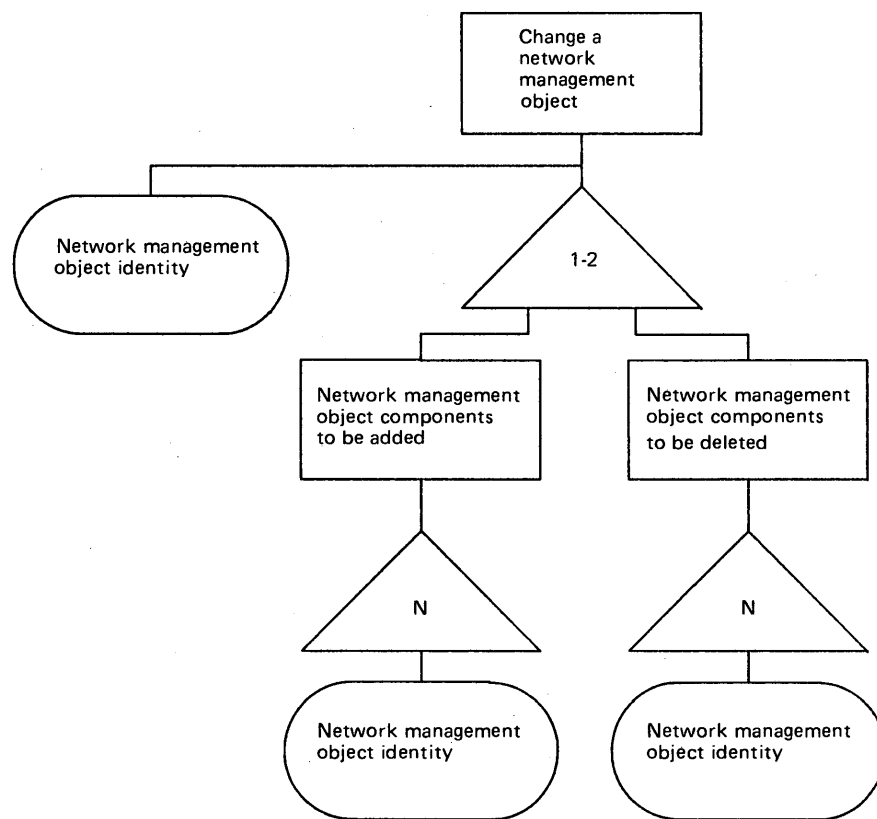 Change a
network
management
object
Network management
object identity
1-2
Network management
object components
to be added
Network management
object components
to be deleted
N
N
Network management
object identity
Network management
object identity